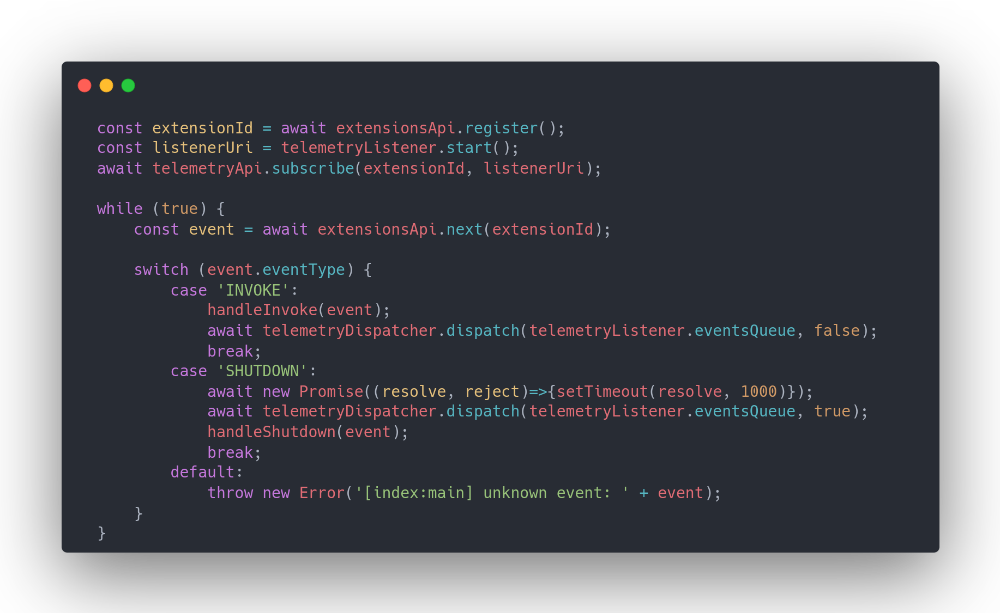 const extensionId = await extensionsApi.register();
const listenerUri = telemetryListener.start();
await telemetryApi.subscribe(extensionId, listenerUri);

while (true) {
    const event = await extensionsApi.next(extensionId);

    switch (event.eventType) {
        case 'INVOKE':
            handleInvoke(event);
            await telemetryDispatcher.dispatch(telemetryListener.eventsQueue, false);
            break;
        case 'SHUTDOWN':
            await new Promise((resolve, reject)=>{setTimeout(resolve, 1000)});
            await telemetryDispatcher.dispatch(telemetryListener.eventsQueue, true);
            handleShutdown(event);
            break;
        default:
            throw new Error('[index:main] unknown event: ' + event);
    }
}